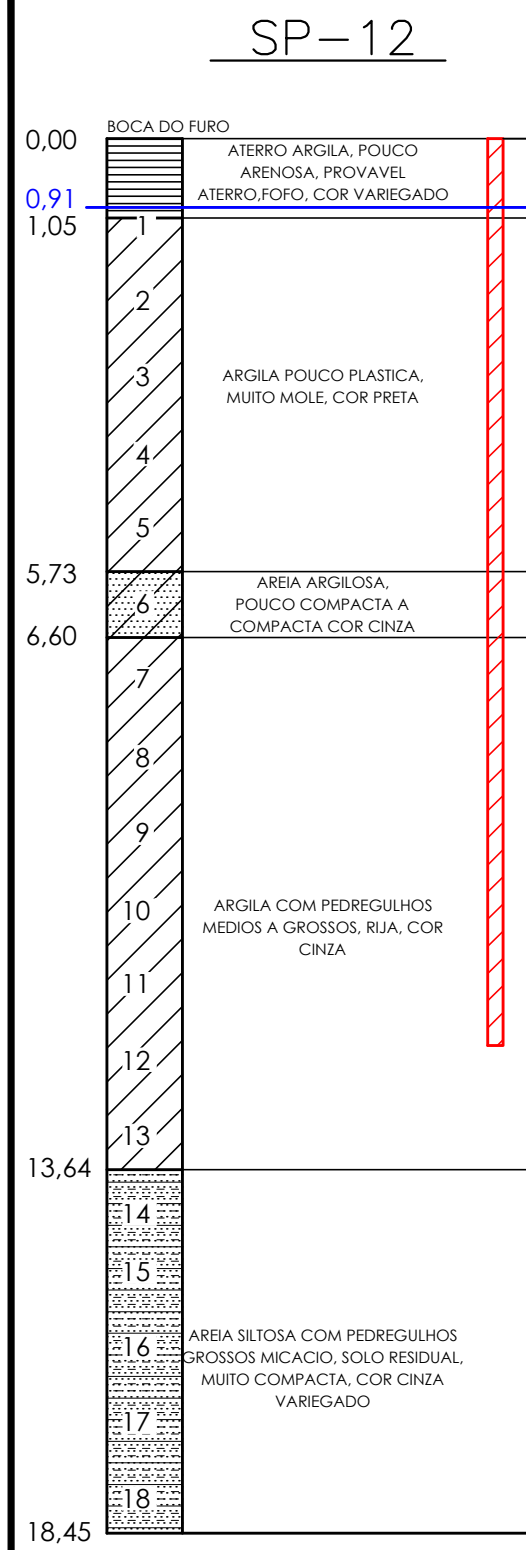 SP-12
BOCA DO FURO
0,00
ATERRO ARGILA, POUCO
ARENOSA, PROVAVEL
ATERRO,FOFO, COR VARIEGADO
0,91
1,05
1
2
3
ARGILA POUCO PLASTICA,
MUITO MOLE, COR PRETA
4
5
5,73
AREIA ARGILOSA,
POUCO COMPACTA A
COMPACTA COR CINZA
6
6,60
7
8
9
10
ARGILA COM PEDREGULHOS
MEDIOS A GROSSOS, RIJA, COR
CINZA
11
12
13
13,64
14
15
16
AREIA SILTOSA COM PEDREGULHOS
GROSSOS MICACIO, SOLO RESIDUAL,
MUITO COMPACTA, COR CINZA
VARIEGADO
17
18
18,45